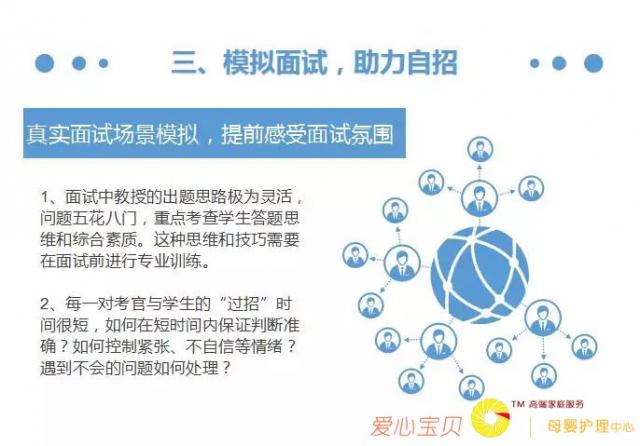 三、模拟面试，助力自招
真实面试场景模拟，提前感受面试氛围
1、面试中教授的出题思路极为灵活，
问题五花八门，重点考查学生答题思
维和综合素质。这种思维和技巧需要
在面试前进行专业训练。
2、每一对考官与学生的“过招”时
间很短，如何在短时间内保证判断准
确？如何控制紧张、不自信等情绪？
遇到不会的问题如何处理？
TM 高端家庭服务
爱心宝贝
母婴护理中心